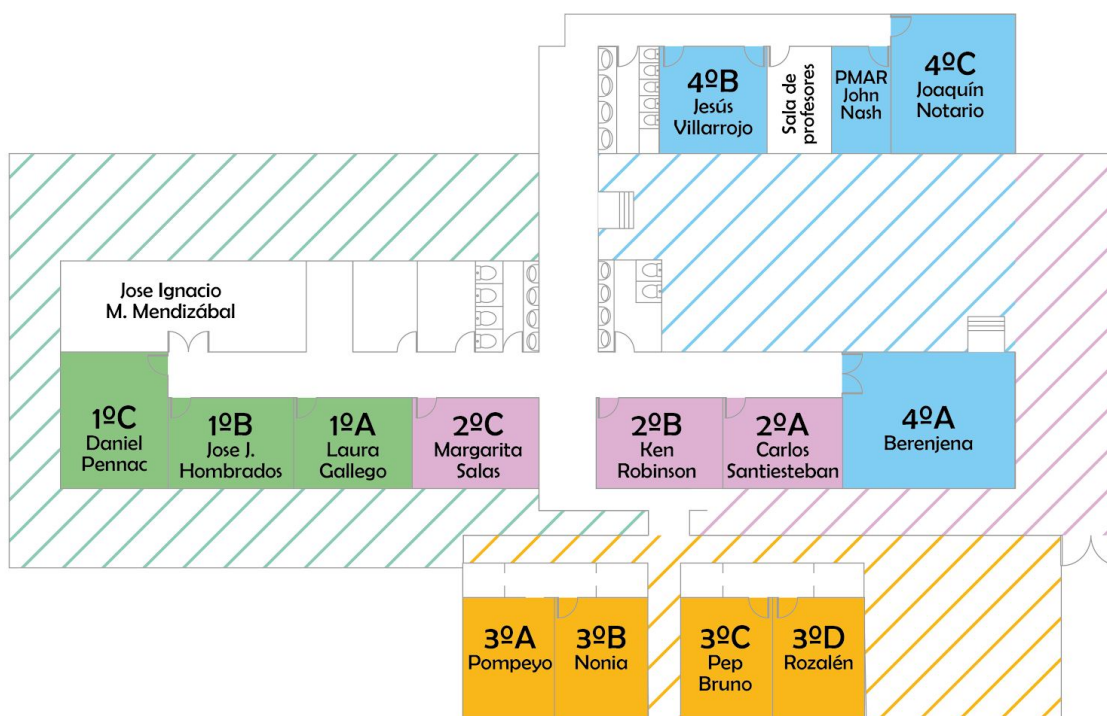 4ºB
Jesús
Villarrojo
Sala de
profesores
PMAR
John
Nash
4ºC
Joaquín
Notario
Jose Ignacio
M. Mendizábal
1ºC
Daniel
Pennac
1ºB
Jose J.
Hombrados
1ºA
Laura
Gallego
2ºC
Margarita
Salas
2ºB
Ken
Robinson
2ºA
Carlos
Santiesteban
4ºA
Berenjena
3ºA
Pompeyo
3ºB
Nonia
3ºC
Pep
Bruno
3ºD
Rozalén